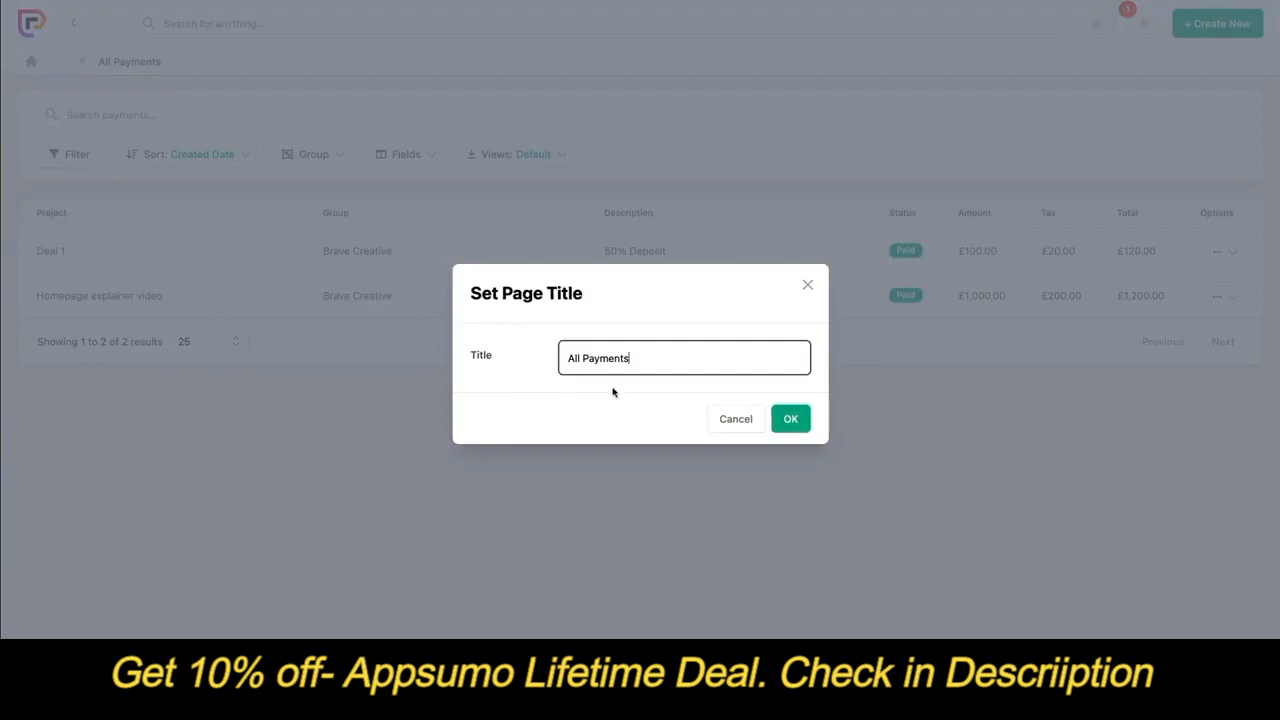 Search for anything...
1
+ Create New
All Payments
Search payments...
Filter
Sort: Created Date
Group
Fields
Views: Default
Project Group Description Status Amount Tax Total Options
Deal 1 Brave Creative 50% Deposit Paid £100.00 £20.00 £120.00
Homepage explainer video Brave Creative Paid £1,000.00 £200.00 £1,200.00
Showing 1 to 2 of 2 results 25 Previous Next
Set Page Title
Title All Payments
Cancel OK
Get 10% off- Appsumo Lifetime Deal. Check in Descriiption